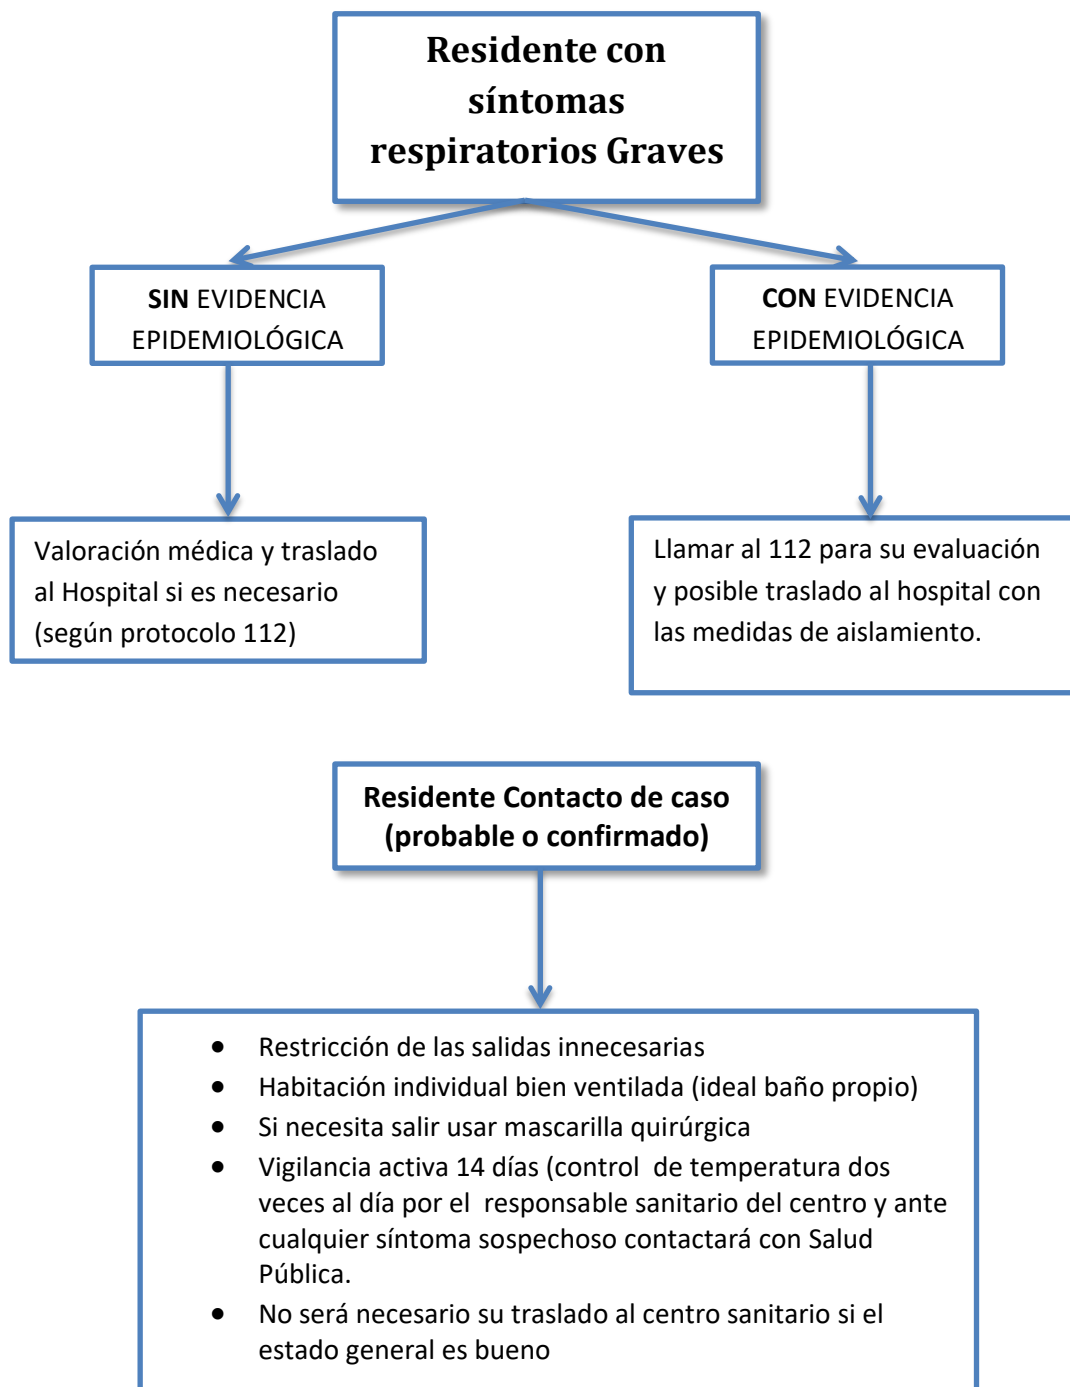 Residente con
síntomas
respiratorios Graves
SIN EVIDENCIA
EPIDEMIOLÓGICA
CON EVIDENCIA
EPIDEMIOLÓGICA
Valoración médica y traslado
al Hospital si es necesario
(según protocolo 112)
Llamar al 112 para su evaluación
y posible traslado al hospital con
las medidas de aislamiento.
Residente Contacto de caso
(probable o confirmado)
• Restricción de las salidas innecesarias
• Habitación individual bien ventilada (ideal baño propio)
• Si necesita salir usar mascarilla quirúrgica
• Vigilancia activa 14 días (control de temperatura dos
veces al día por el responsable sanitario del centro y ante
cualquier síntoma sospechoso contactará con Salud
Pública.
• No será necesario su traslado al centro sanitario si el
estado general es bueno